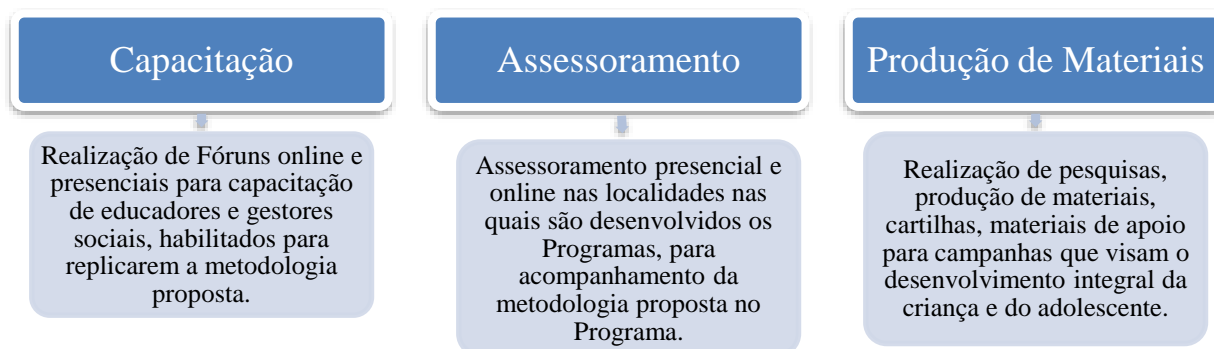 Capacitação
Realização de Fóruns online e
presenciais para capacitação
de educadores e gestores
sociais, habilitados para
replicarem a metodologia
proposta.
Assessoramento
Assessoramento presencial e
online nas localidades nas
quais são desenvolvidos os
Programas, para
acompanhamento da
metodologia proposta no
Programa.
Produção de Materiais
Realização de pesquisas,
produção de materiais,
cartilhas, materiais de apoio
para campanhas que visam o
desenvolvimento integral da
criança e do adolescente.